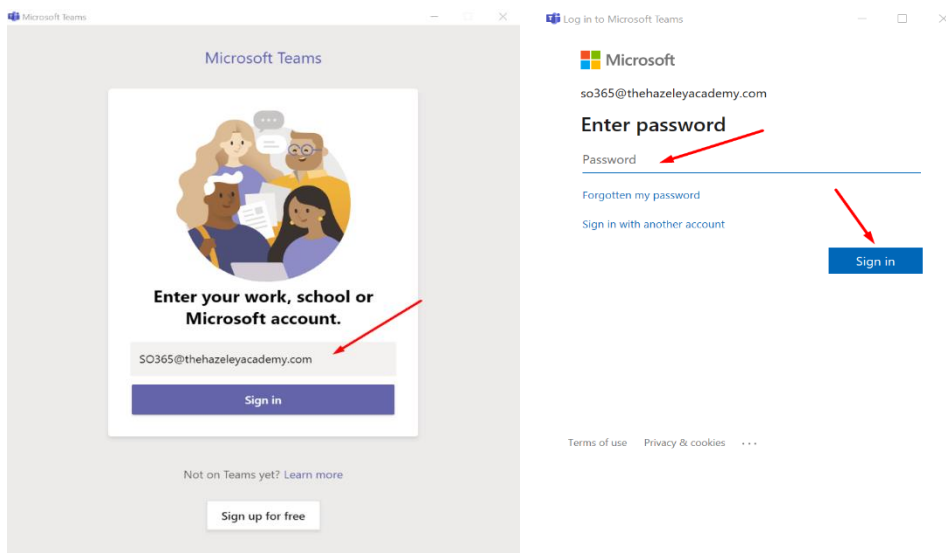 Microsoft Teams
Microsoft Teams
Enter your work, school or
Microsoft account.
SO365@thehazeleyacademy.com
Sign in
Not on Teams yet? Learn more
Sign up for free
Log in to Microsoft Teams
Microsoft
so365@thehazeleyacademy.com
Enter password
Password
Forgotten my password
Sign in with another account
Sign in
Terms of use Privacy & cookies ...